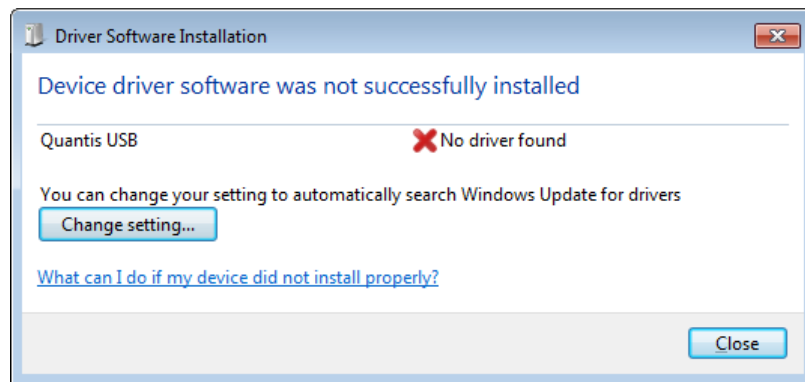 Driver Software Installation
Device driver software was not successfully installed
Quantis USB No driver found
You can change your setting to automatically search Windows Update for drivers
Change setting...
What can I do if my device did not install properly?
Close